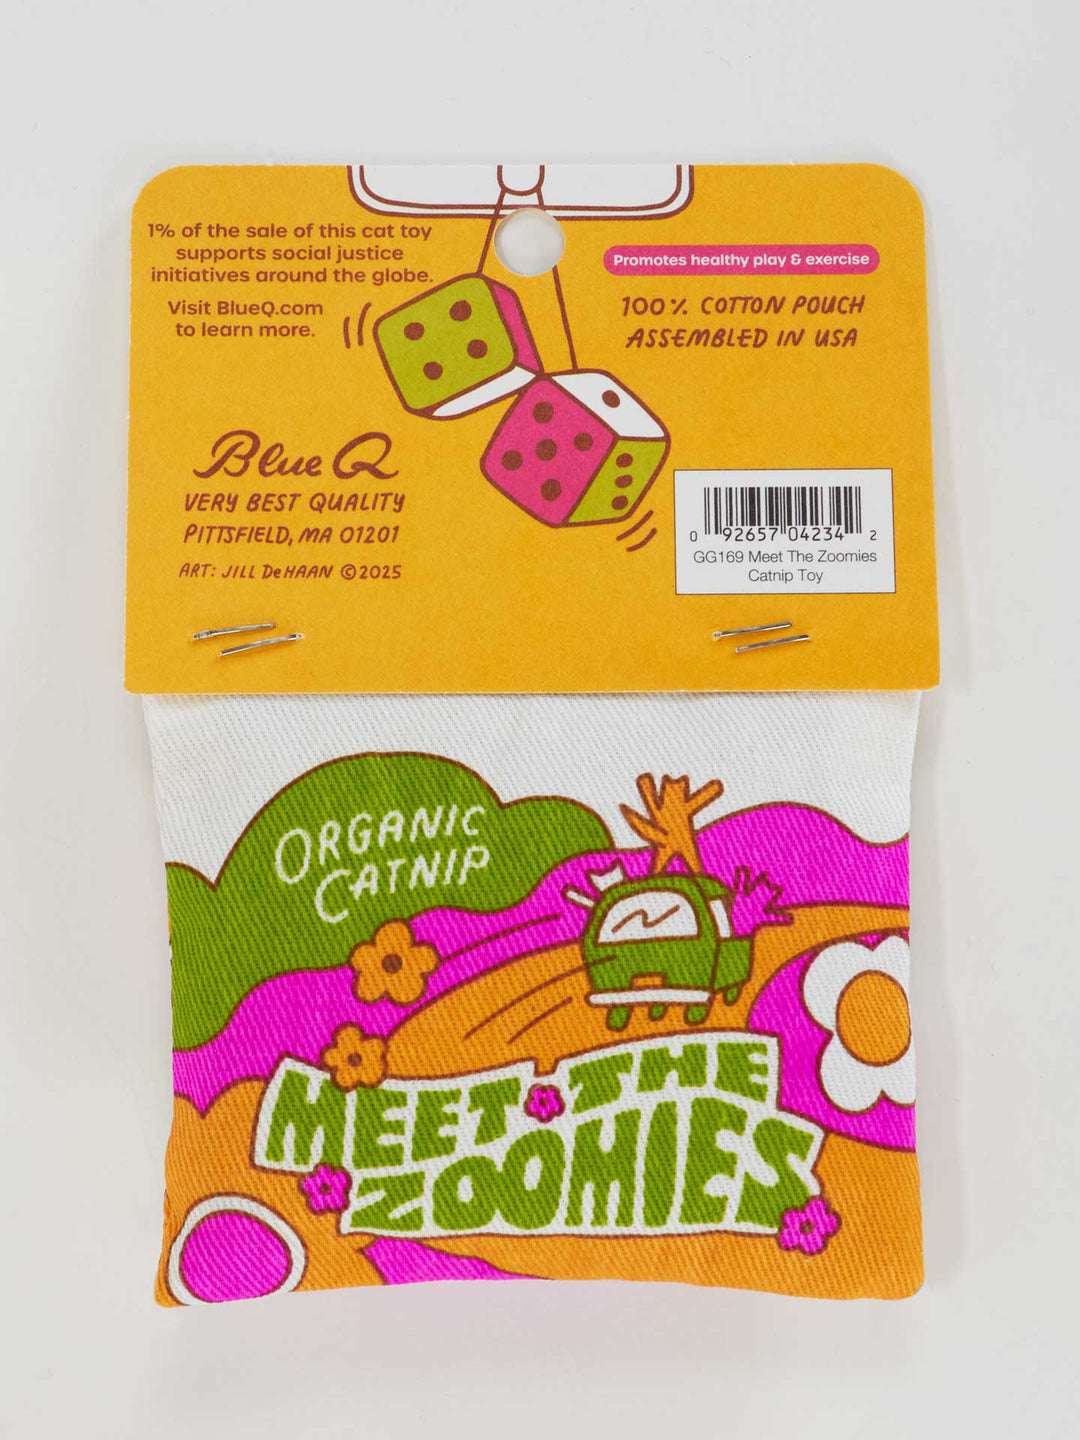 1% of the sale of this cat toy
supports social justice
initiatives around the globe.
Visit BlueQ.com
to learn more.
Promotes healthy play & exercise
100% COTTON POUCH
ASSEMBLED IN USA
Blue Q
VERY BEST QUALITY
PITTSFIELD, MA 01201
ART: JILL DeHAAN ©2025
0 92657 04234 2
GG169 Meet The Zoomies
Catnip Toy
ORGANIC
CATNIP
MEET THE
ZOOMIES